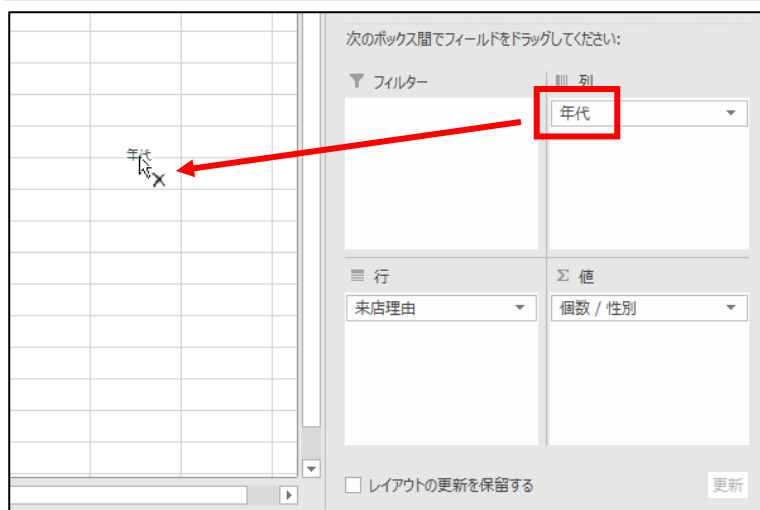 次のボックス間でフィールドをドラッグしてください:
フィルター
列
年代
年代
行
Σ 値
来店理由
個数 / 性別
レイアウトの更新を保留する
更新